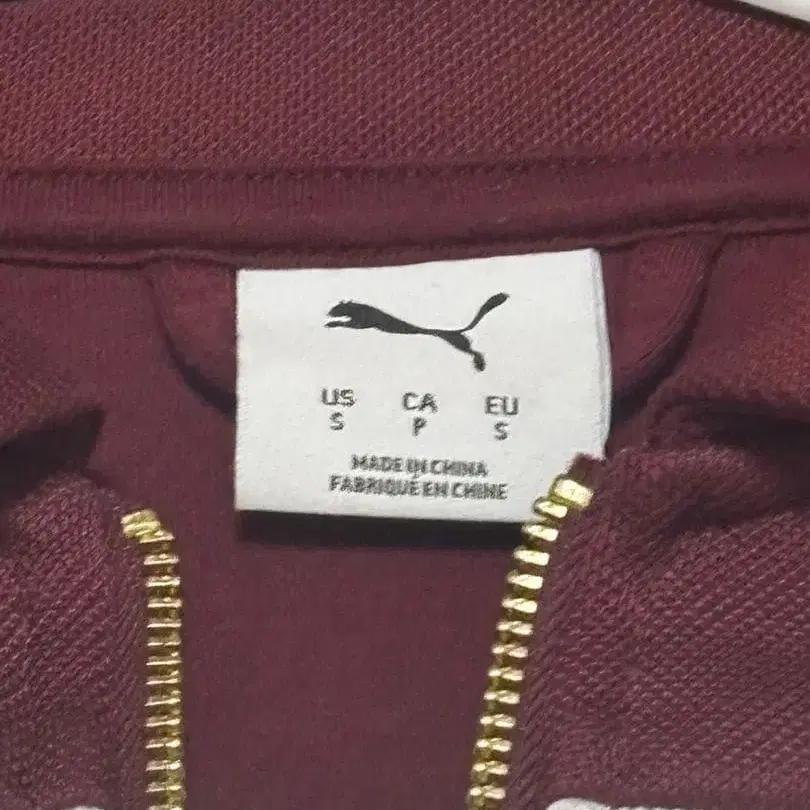 US CA EU
S P S
MADE IN CHINA
FABRIQUÉ EN CHINE